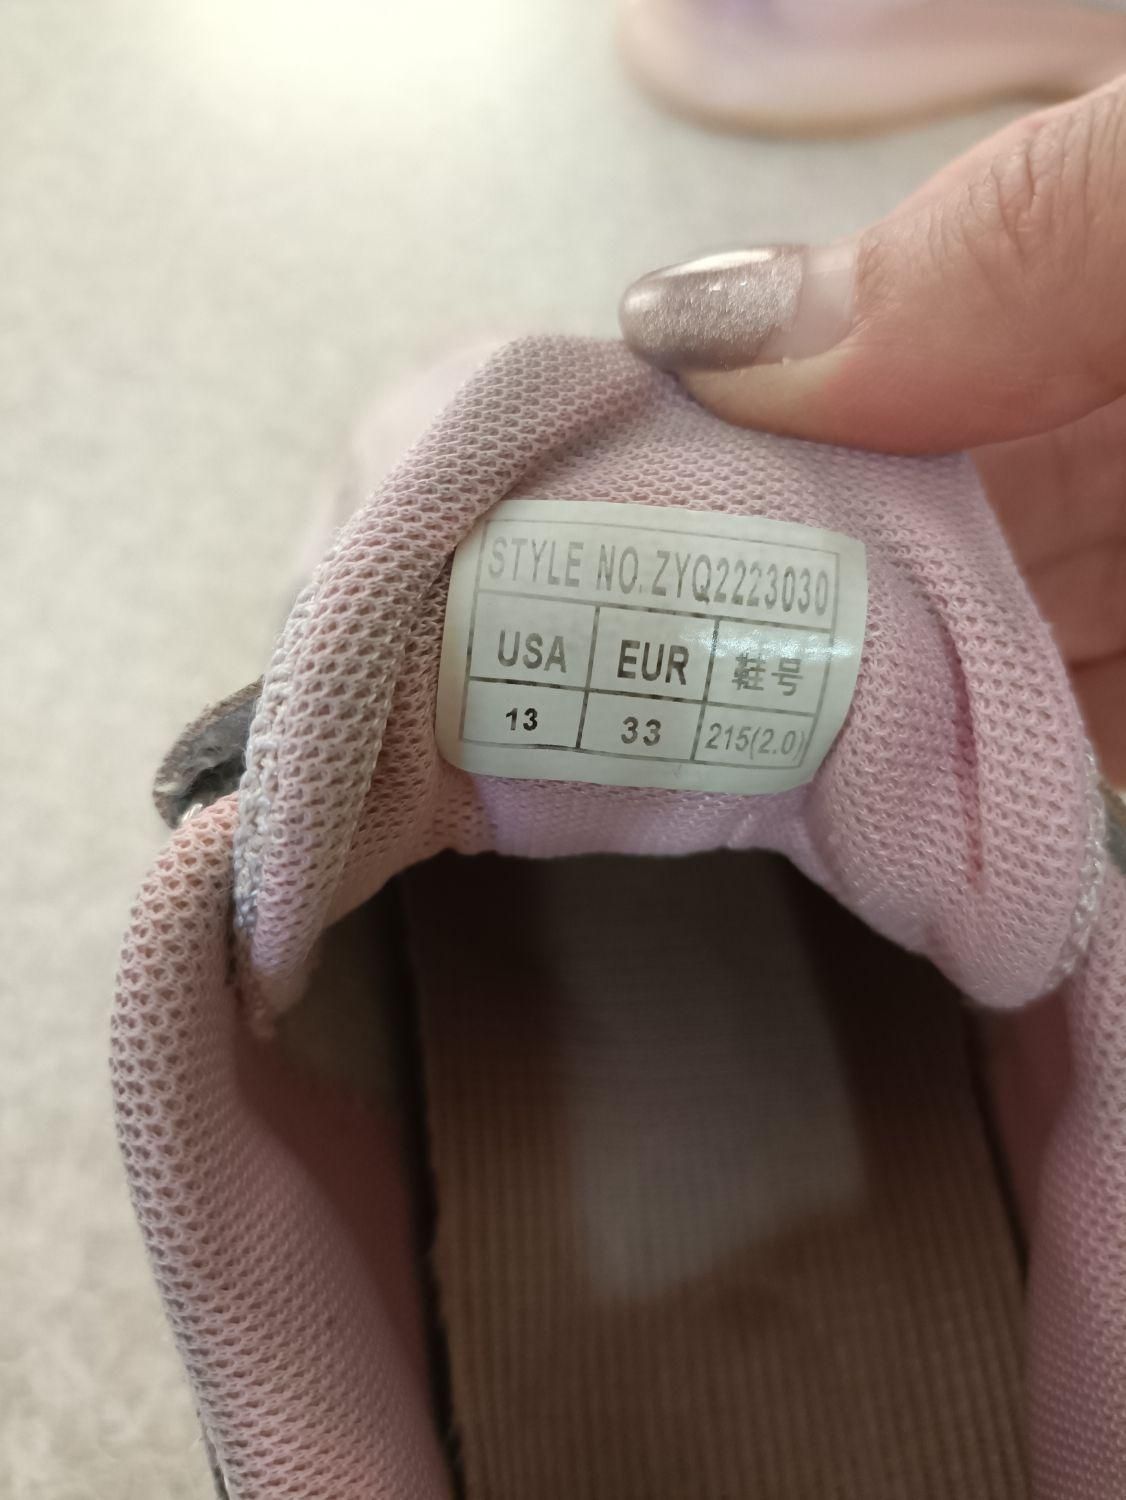 STYLE NO.ZYQ2223030
USA EUR 鞋号
13 33 215(2.0)